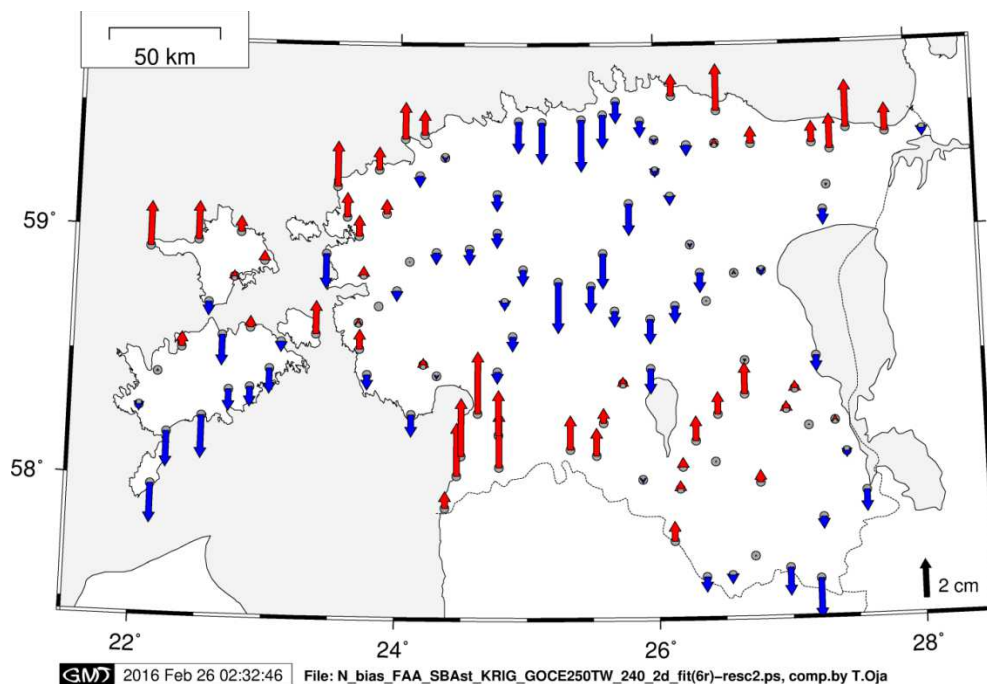 50 km
59˚
58˚
2 cm
22˚
24˚
26˚
28˚
GMT 2016 Feb 26 02:32:46 File: N_bias_FAA_SBAst_KRIG_GOCE250TW_240_2d_fit(6r)−resc2.ps, comp.by T.Oja